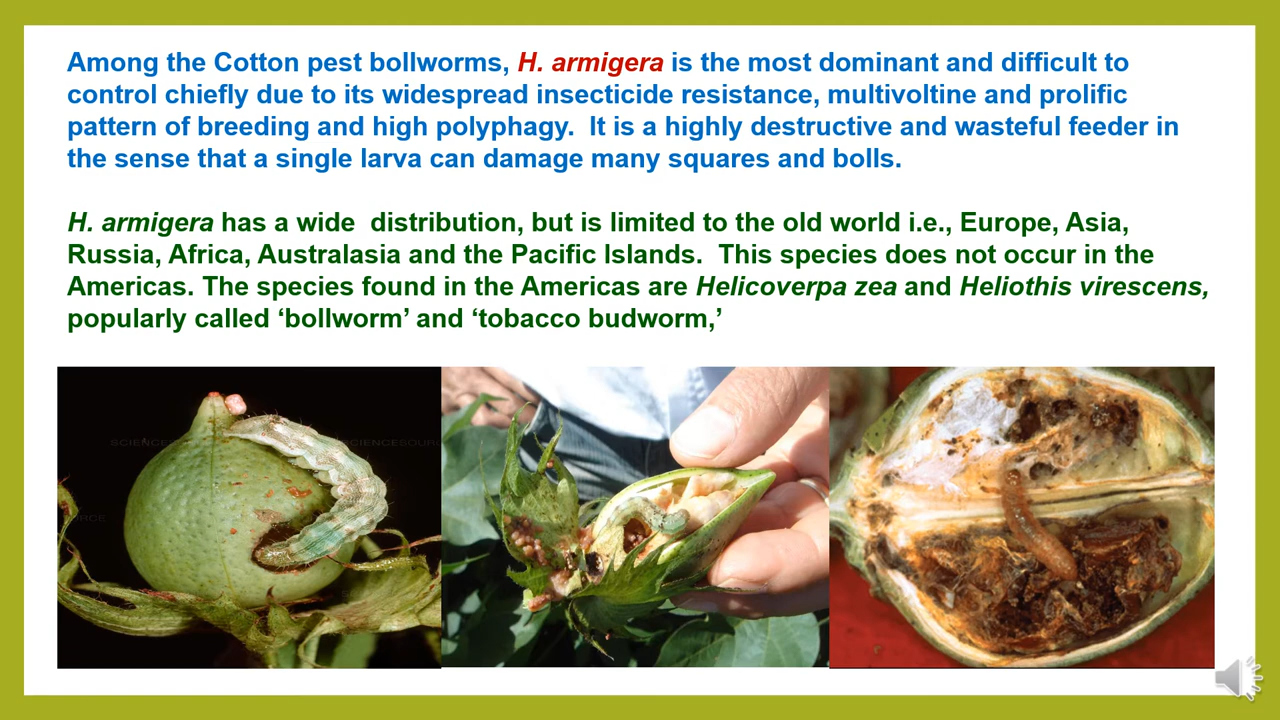 Among the Cotton pest bollworms, H. armigera is the most dominant and difficult to
control chiefly due to its widespread insecticide resistance, multivoltine and prolific
pattern of breeding and high polyphagy.  It is a highly destructive and wasteful feeder in
the sense that a single larva can damage many squares and bolls.
H. armigera has a wide  distribution, but is limited to the old world i.e., Europe, Asia,
Russia, Africa, Australasia and the Pacific Islands.  This species does not occur in the
Americas. The species found in the Americas are Helicoverpa zea and Heliothis virescens,
popularly called ‘bollworm’ and ‘tobacco budworm,’